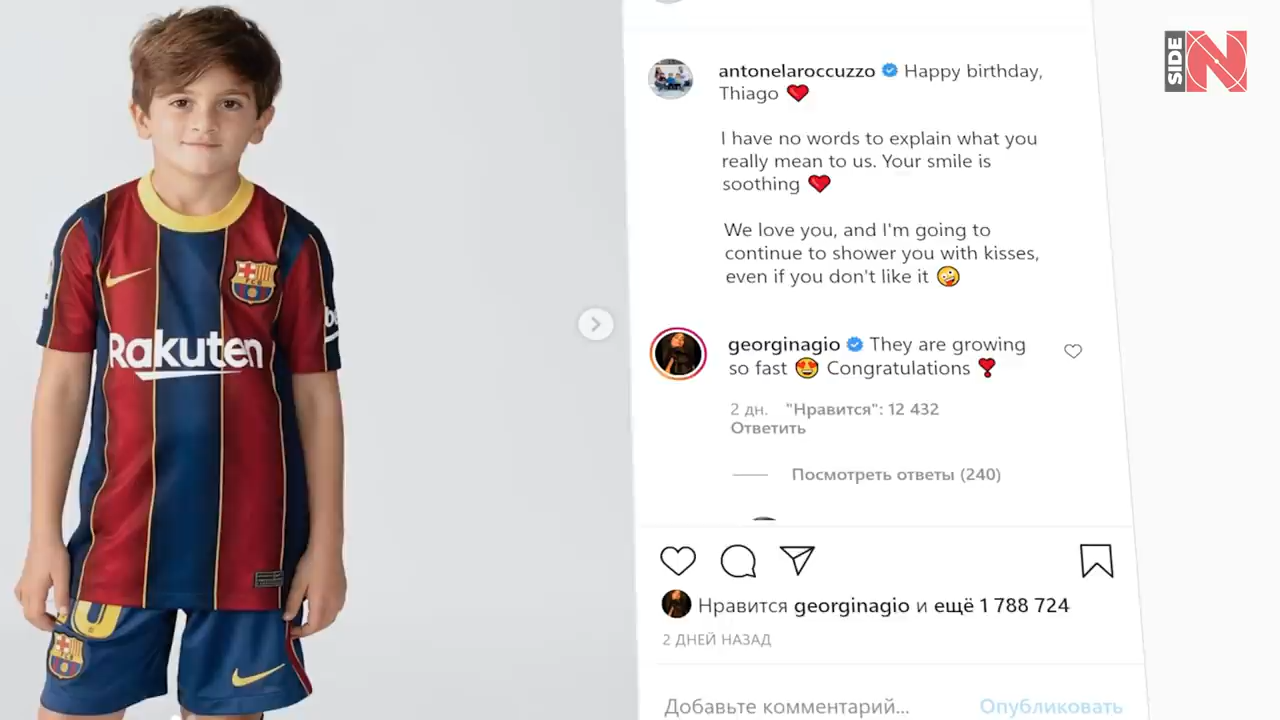 SIDE
N
antonelaroccuzzo Happy birthday,
Thiago
I have no words to explain what you
really mean to us. Your smile is
soothing
We love you, and I'm going to
continue to shower you with kisses,
even if you don't like it
georginagio They are growing
so fast Congratulations
2 дн. "Нравится": 12 432
Ответить
Посмотреть ответы (240)
Нравится georginagio и ещё 1 788 724
2 ДНЕЙ НАЗАД
Добавьте комментарий... Опубликовать
FCB
Rakuten